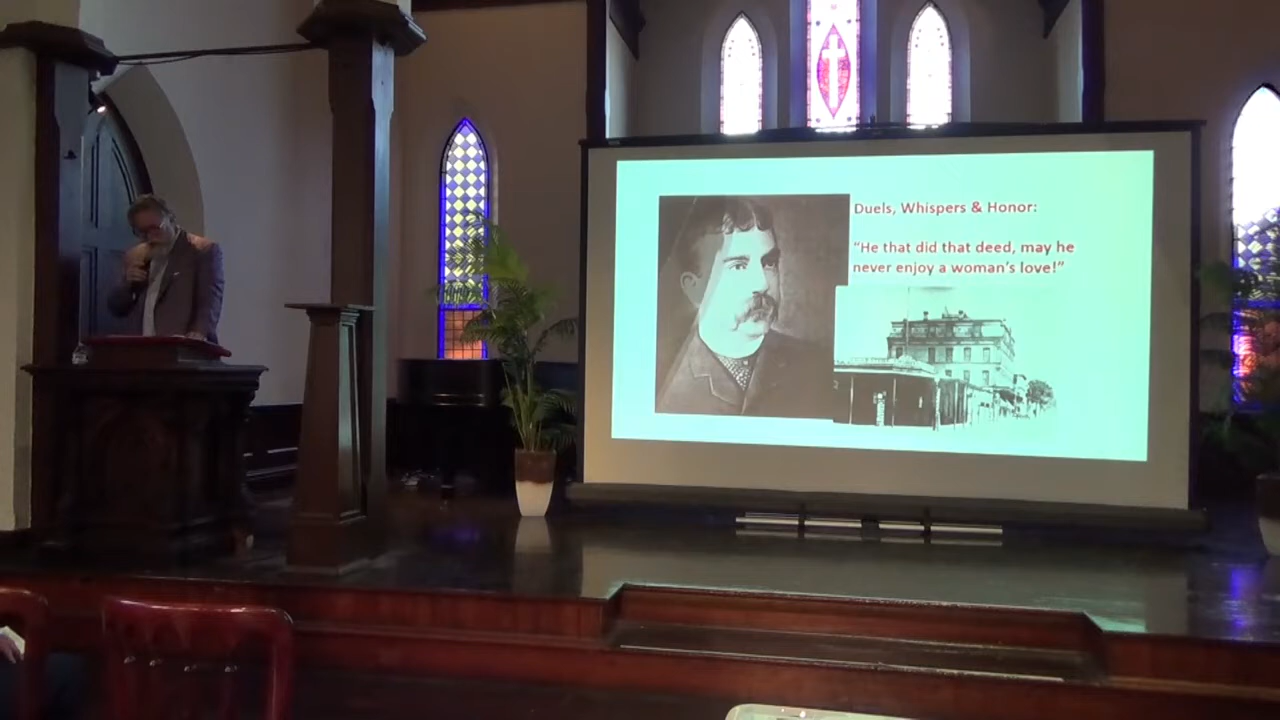 Duels, Whispers & Honor:
“He that did that deed, may he
never enjoy a woman’s love!”